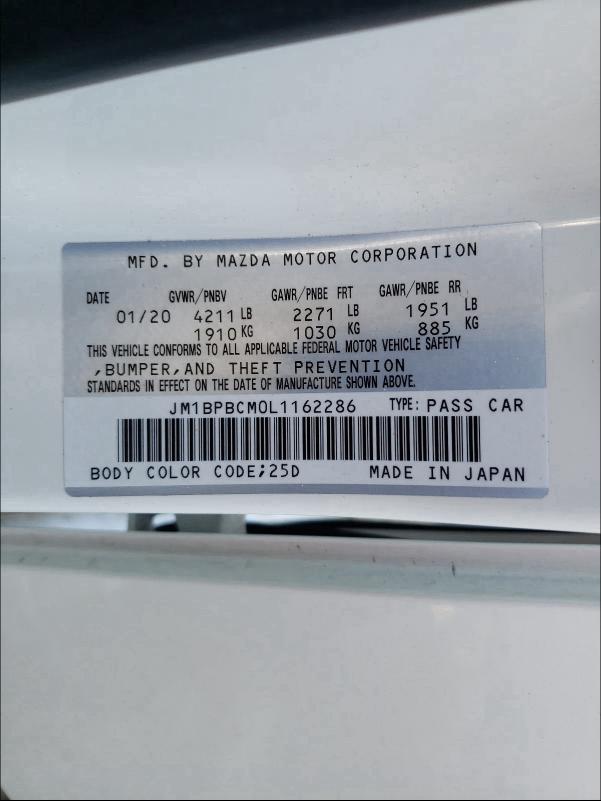 MFD. BY MAZDA MOTOR CORPORATION
DATE GVWR/PNBV GAWR/PNBE FRT GAWR/PNBE RR
01/20 4211 LB 2271 LB 1951 LB
1910 KG 1030 KG 885 KG
THIS VEHICLE CONFORMS TO ALL APPLICABLE FEDERAL MOTOR VEHICLE SAFETY
,BUMPER,AND THEFT PREVENTION
STANDARDS IN EFFECT ON THE DATE OF MANUFACTURE SHOWN ABOVE.
JM1BPBCM0L1162286 TYPE: PASS CAR
BODY COLOR CODE;25D MADE IN JAPAN